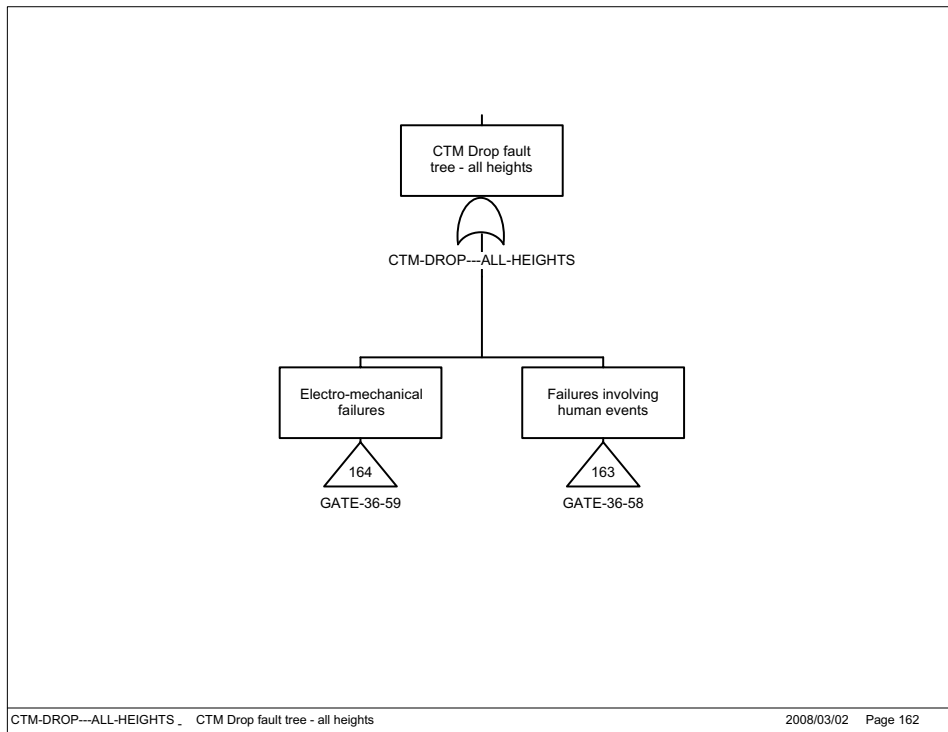 CTM Drop fault
tree - all heights
CTM-DROP---ALL-HEIGHTS
Electro-mechanical
failures
Failures involving
human events
164
163
GATE-36-59
GATE-36-58
CTM-DROP---ALL-HEIGHTS - CTM Drop fault tree - all heights 2008/03/02 Page 162